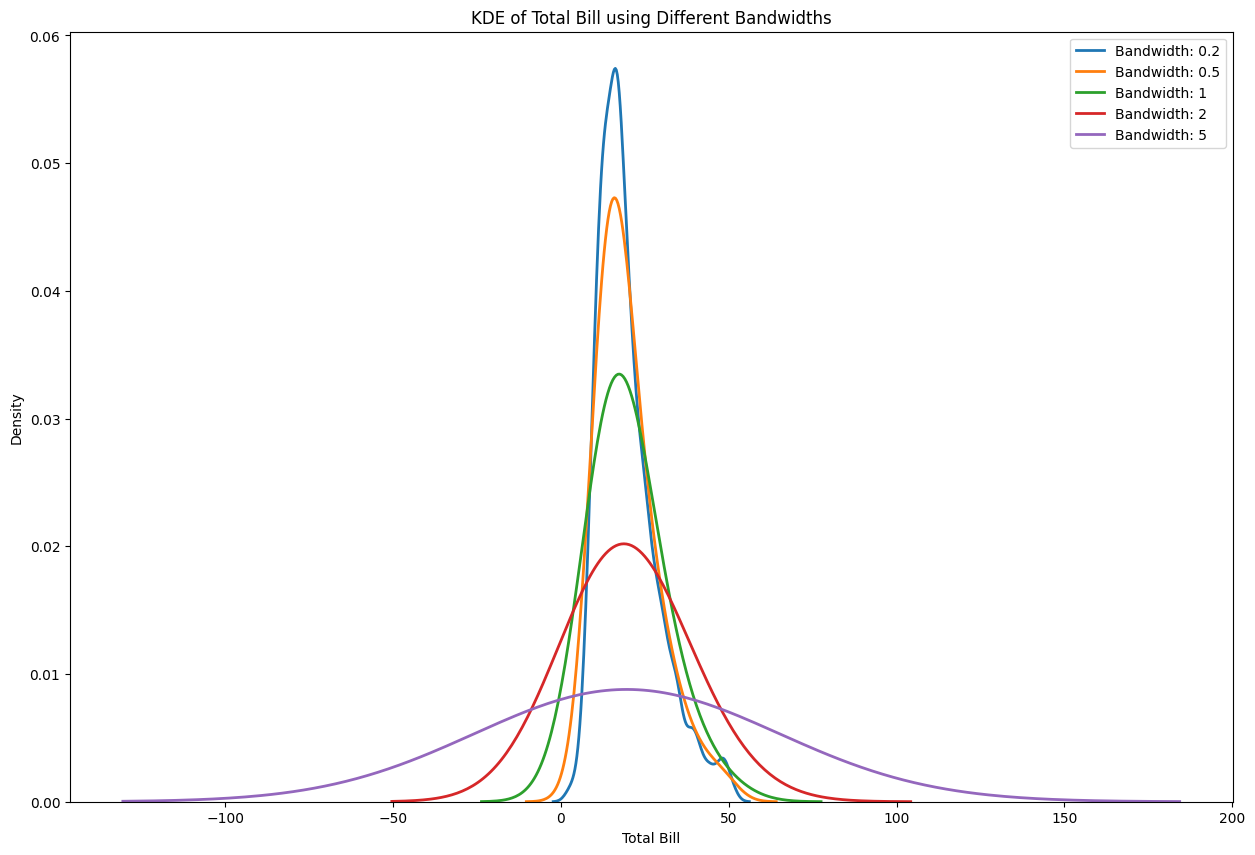 KDE of Total Bill using Different Bandwidths
0.06
0.05
0.04
0.03
0.02
0.01
0.00
Density
Bandwidth: 0.2
Bandwidth: 0.5
Bandwidth: 1
Bandwidth: 2
Bandwidth: 5
−100 −50 0 50 100 150 200
Total Bill